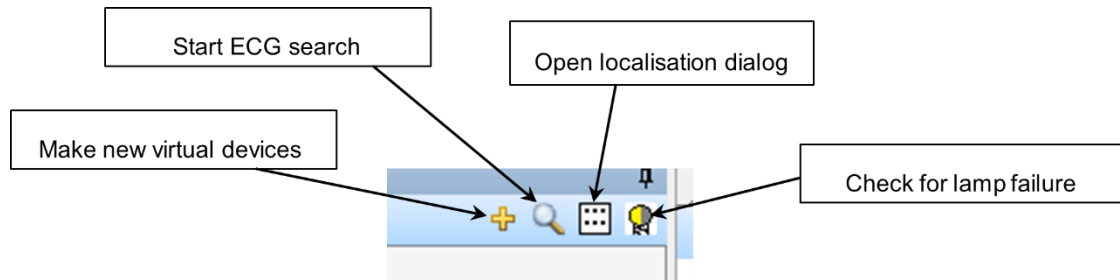 Start ECG search
Open localisation dialog
Make new virtual devices
Check for lamp failure